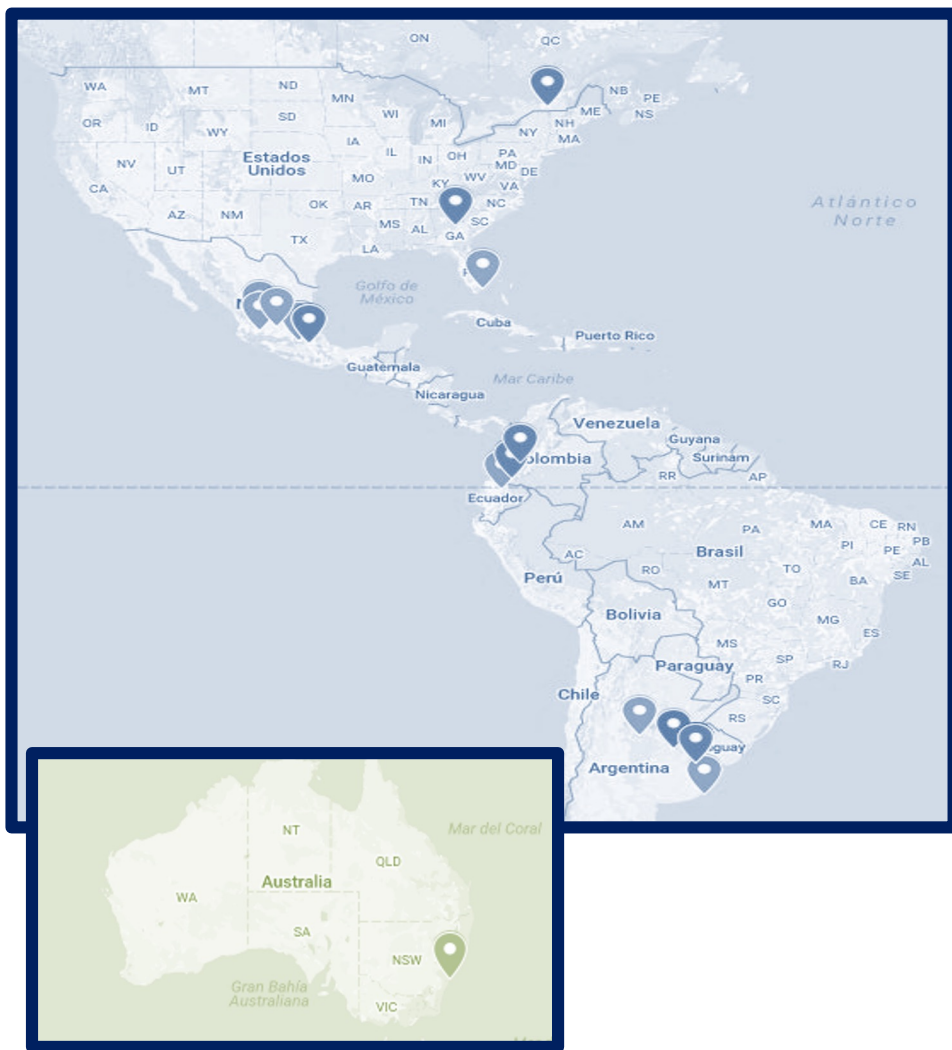 ON
QC
WA
MT
ND
MN
NB
PE
OR
ID
SD
WI
MI
ME
NS
WY
NH
NY
MA
IA
Estados
Unidos
IL
IN
OH
PA
MD
DE
NV
UT
MO
KY
WV
VA
CA
OK
AR
TN
NC
AZ
NM
MS
AL
SC
GA
TX
LA
Atlántico
Norte
Golfo de
México
Cuba
Puerto Rico
Guatemala
Mar Caribe
Nicaragua
Venezuela
Guyana
Surinam
RR
AP
Ecuador
AM
PA
MA
CE
RN
PB
PI
PE
AL
AC
Brasil
Perú
RO
TO
SE
MT
BA
Bolivia
GO
MG
ES
MS
SP
RJ
Paraguay
PR
Chile
SC
RS
Argentina
Mar del Coral
NT
QLD
Australia
WA
SA
NSW
Gran Bahía
Australiana
VIC